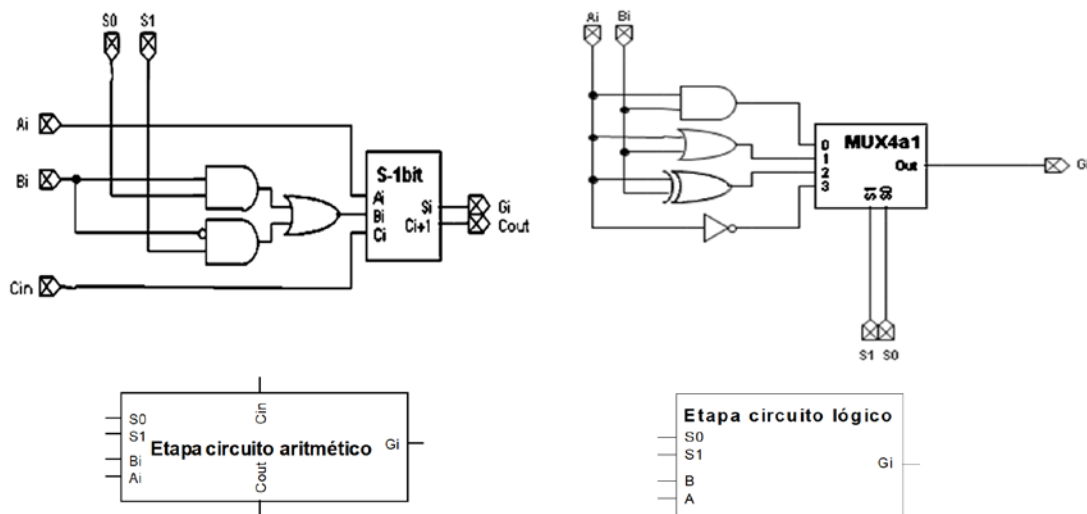 S0 S1
Ai
Bi
Cin
S-1bit
Ai
Bi
Ci
Si
Ci+1
Gi
Cout
Ai Bi
MUX4a1
0
1
2
3
Out
S1 S0
Gi
S1 S0
Cin
S0
S1
Bi
Ai
Etapa circuito aritmético
Gi
Cout
Etapa circuito lógico
S0
S1
B
A
Gi